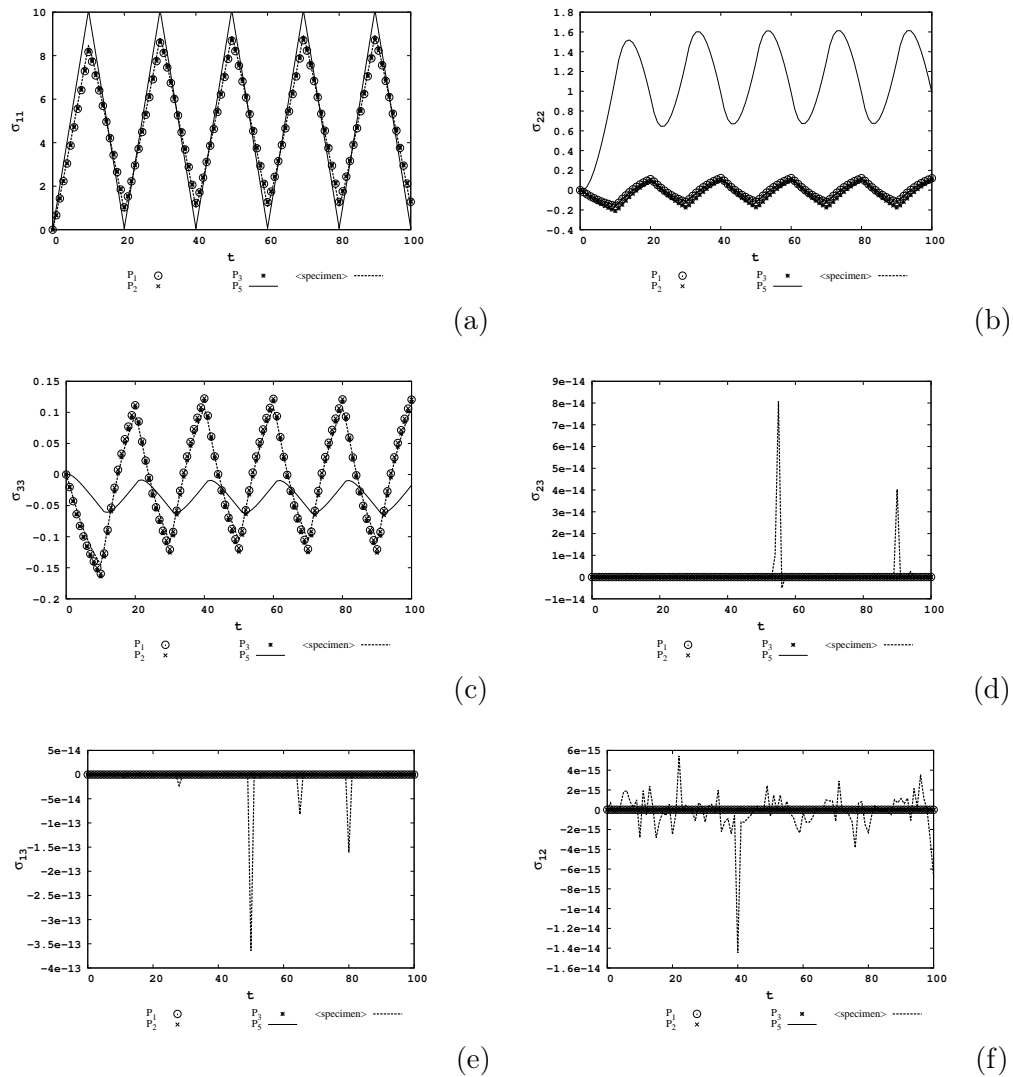 10
8
6
4
2
0
σ11
0 20 40 60 80 100
t
P1 P3 <specimen>
P2 P5
(a)
1.8
1.6
1.4
1.2
1
0.8
0.6
0.4
0.2
0
-0.2
-0.4
σ22
0 20 40 60 80 100
t
P1 P3 <specimen>
P2 P5
(b)
0.15
0.1
0.05
0
-0.05
-0.1
-0.15
-0.2
σ33
0 20 40 60 80 100
t
P1 P3 <specimen>
P2 P5
(c)
9e-14
8e-14
7e-14
6e-14
5e-14
4e-14
3e-14
2e-14
1e-14
0
-1e-14
σ23
0 20 40 60 80 100
t
P1 P3 <specimen>
P2 P5
(d)
5e-14
0
-5e-14
-1e-13
-1.5e-13
-2e-13
-2.5e-13
-3e-13
-3.5e-13
-4e-13
σ13
0 20 40 60 80 100
t
P1 P3 <specimen>
P2 P5
(e)
6e-15
4e-15
2e-15
0
-2e-15
-4e-15
-6e-15
-8e-15
-1e-14
-1.2e-14
-1.4e-14
-1.6e-14
σ12
0 20 40 60 80 100
t
P1 P3 <specimen>
P2 P5
(f)